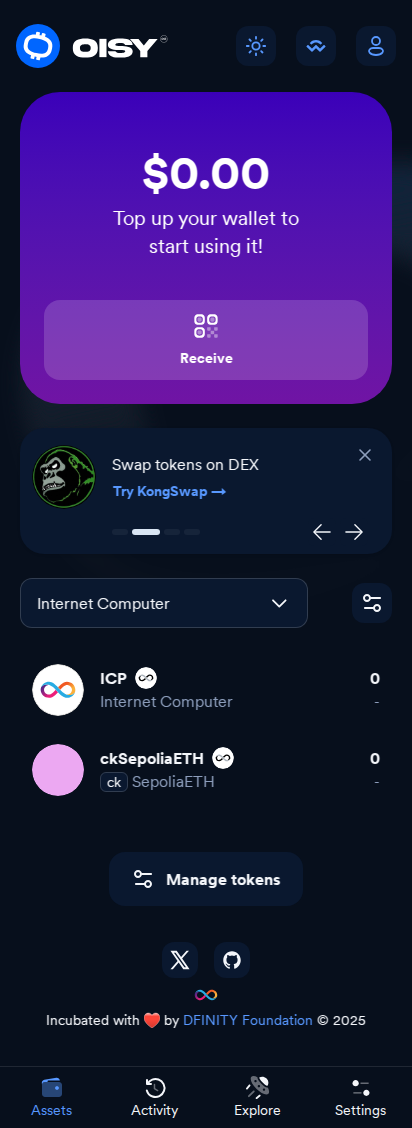 OISY
$0.00
Top up your wallet to
start using it!
Receive
Swap tokens on DEX
Try KongSwap →
Internet Computer
ICP
0
Internet Computer
-
ckSepoliaETH
0
ck SepoliaETH
-
Manage tokens
Incubated with ❤️ by DFINITY Foundation © 2025
Assets
Activity
Explore
Settings